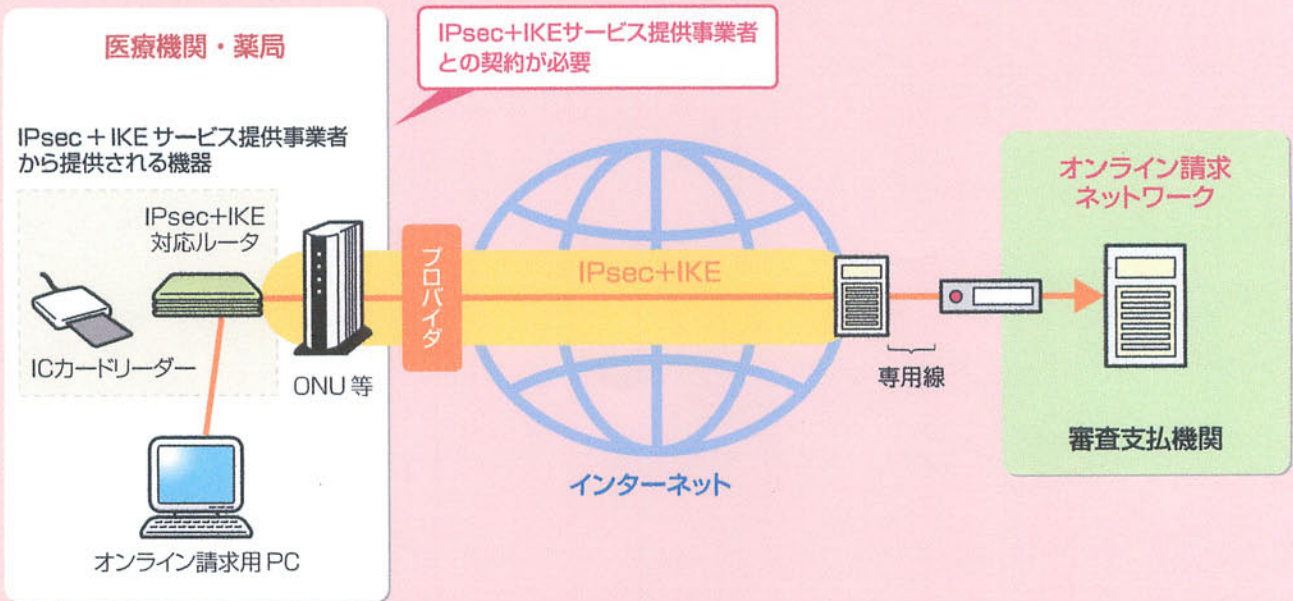 医療機関・薬局
IPsec+IKEサービス提供事業者
との契約が必要
IPsec + IKE サービス提供事業者
から提供される機器
IPsec+IKE
対応ルータ
ICカードリーダー
ONU 等
オンライン請求用 PC
プロバイダ
IPsec+IKE
インターネット
専用線
オンライン請求
ネットワーク
審査支払機関